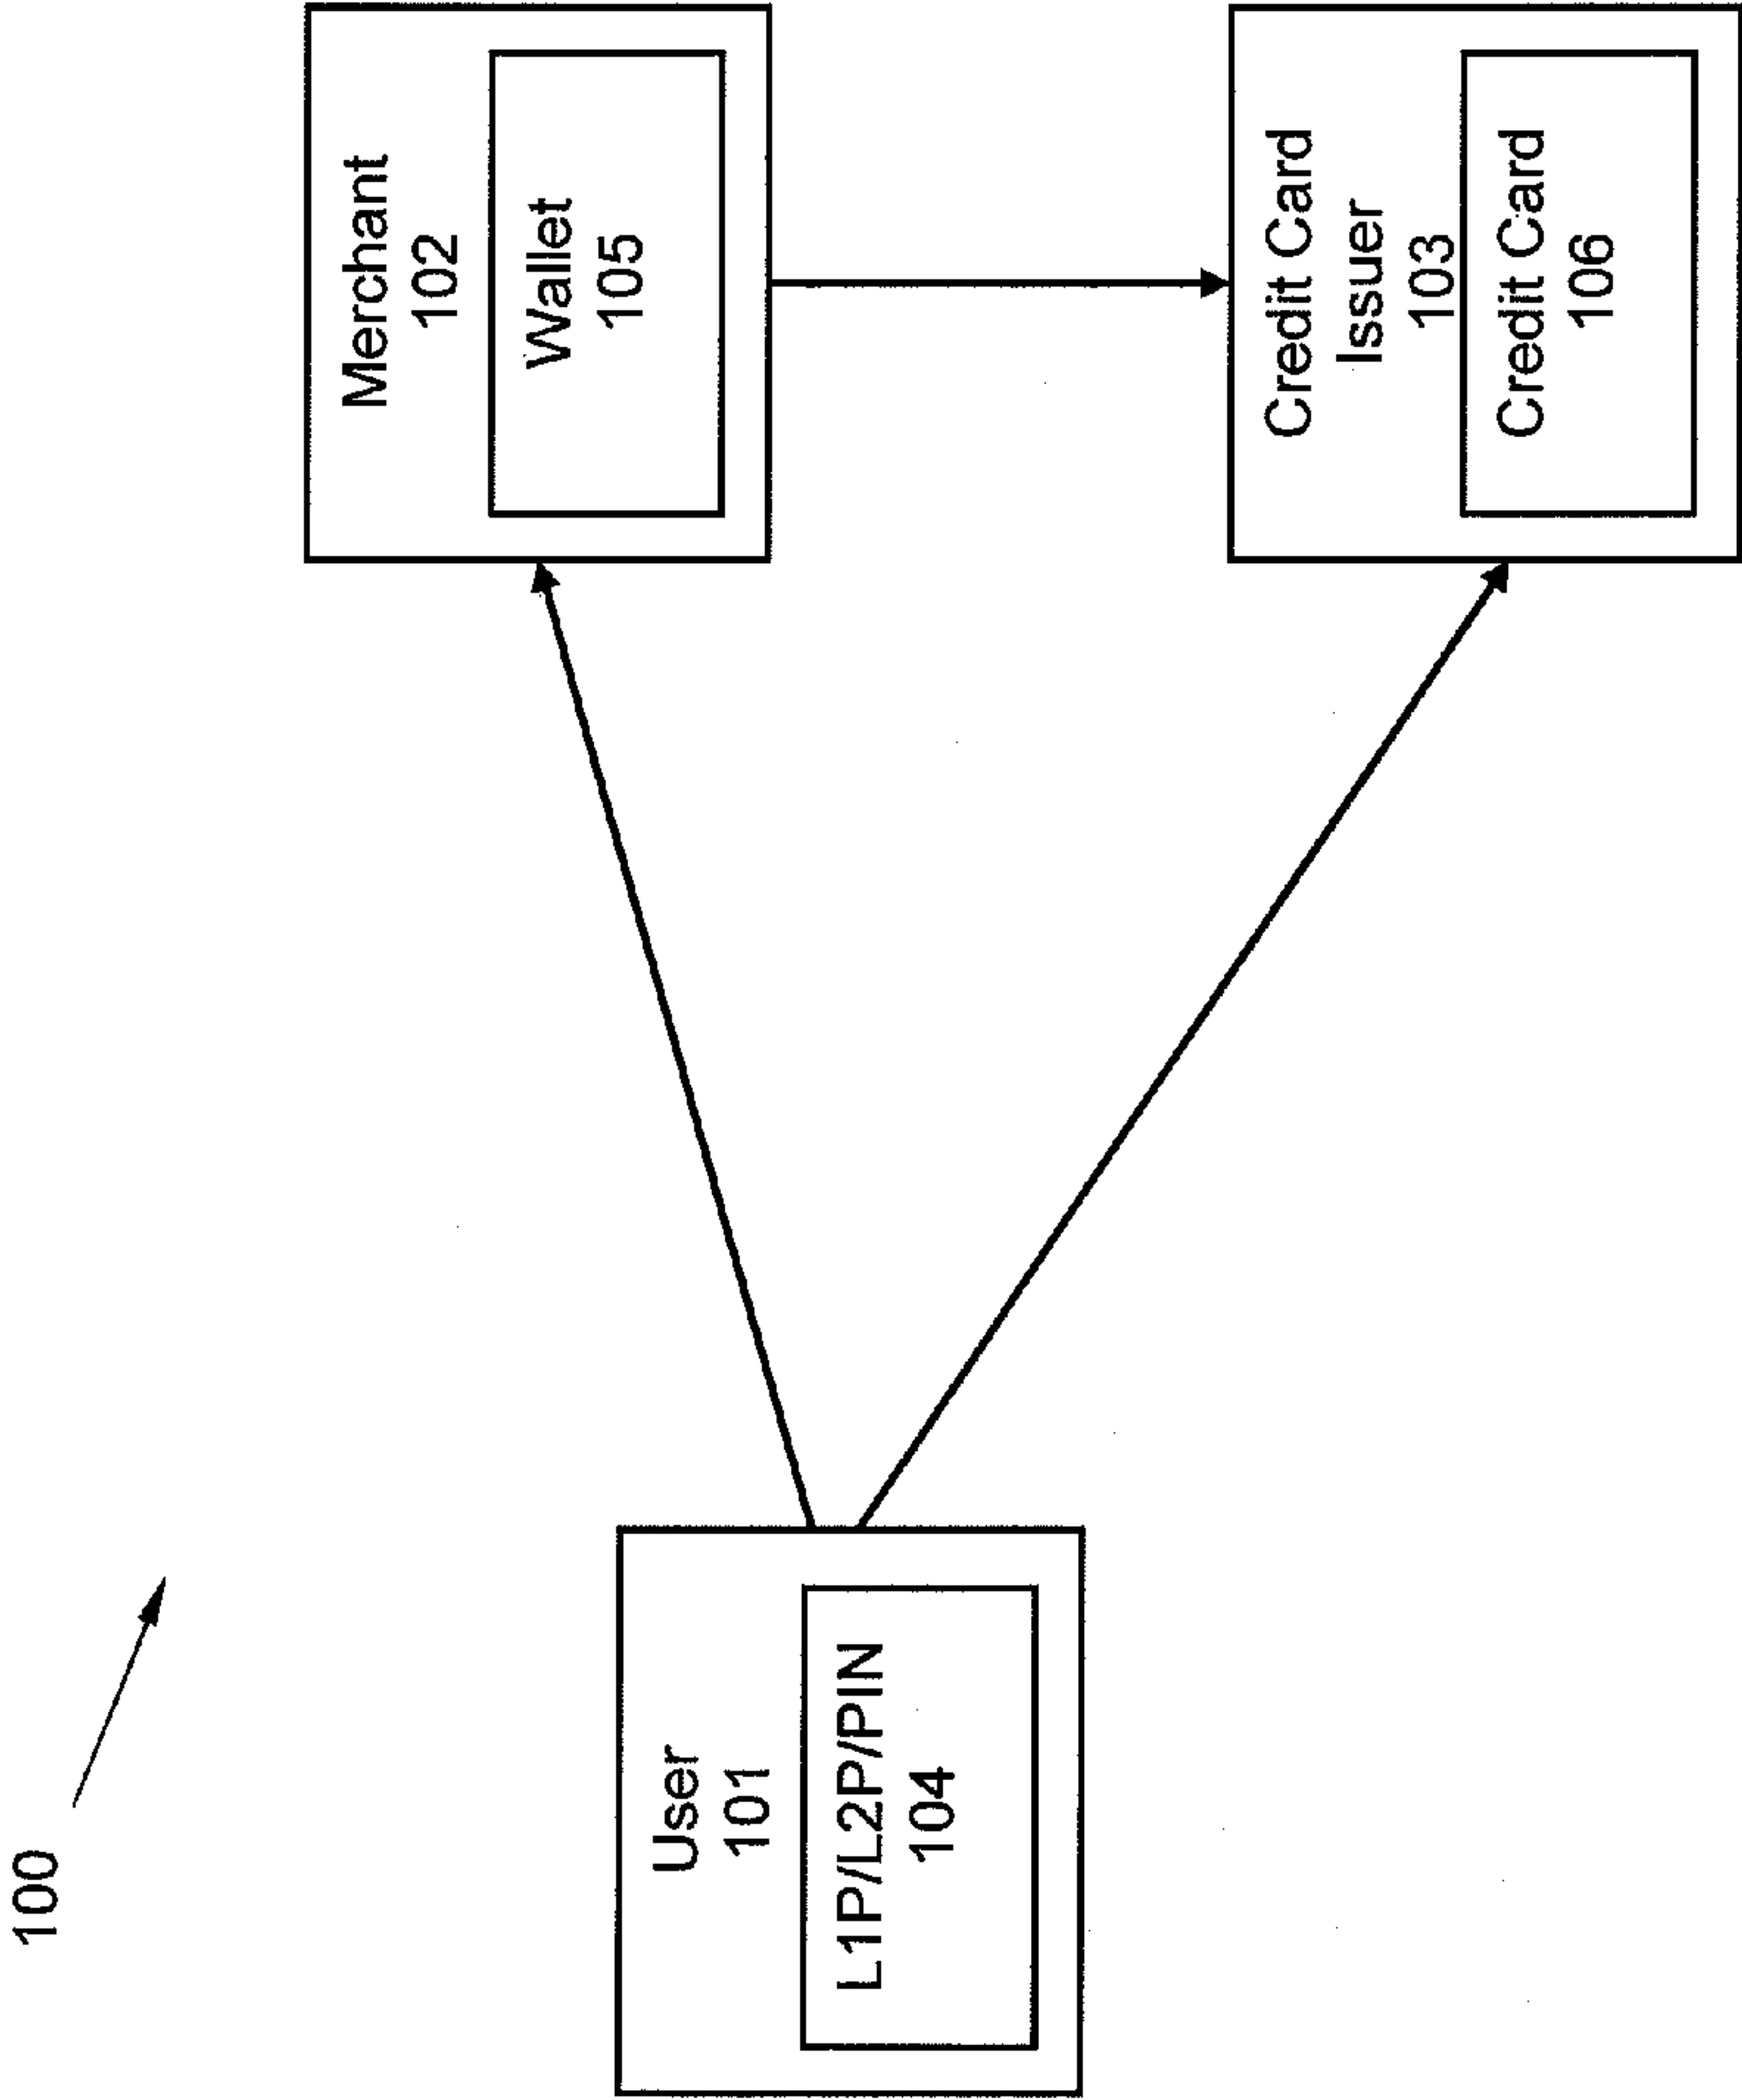 100
User
101
L1P/L2P/PIN
104
Merchant
102
Wallet
105
Credit Card
Issuer
103
Credit Card
106